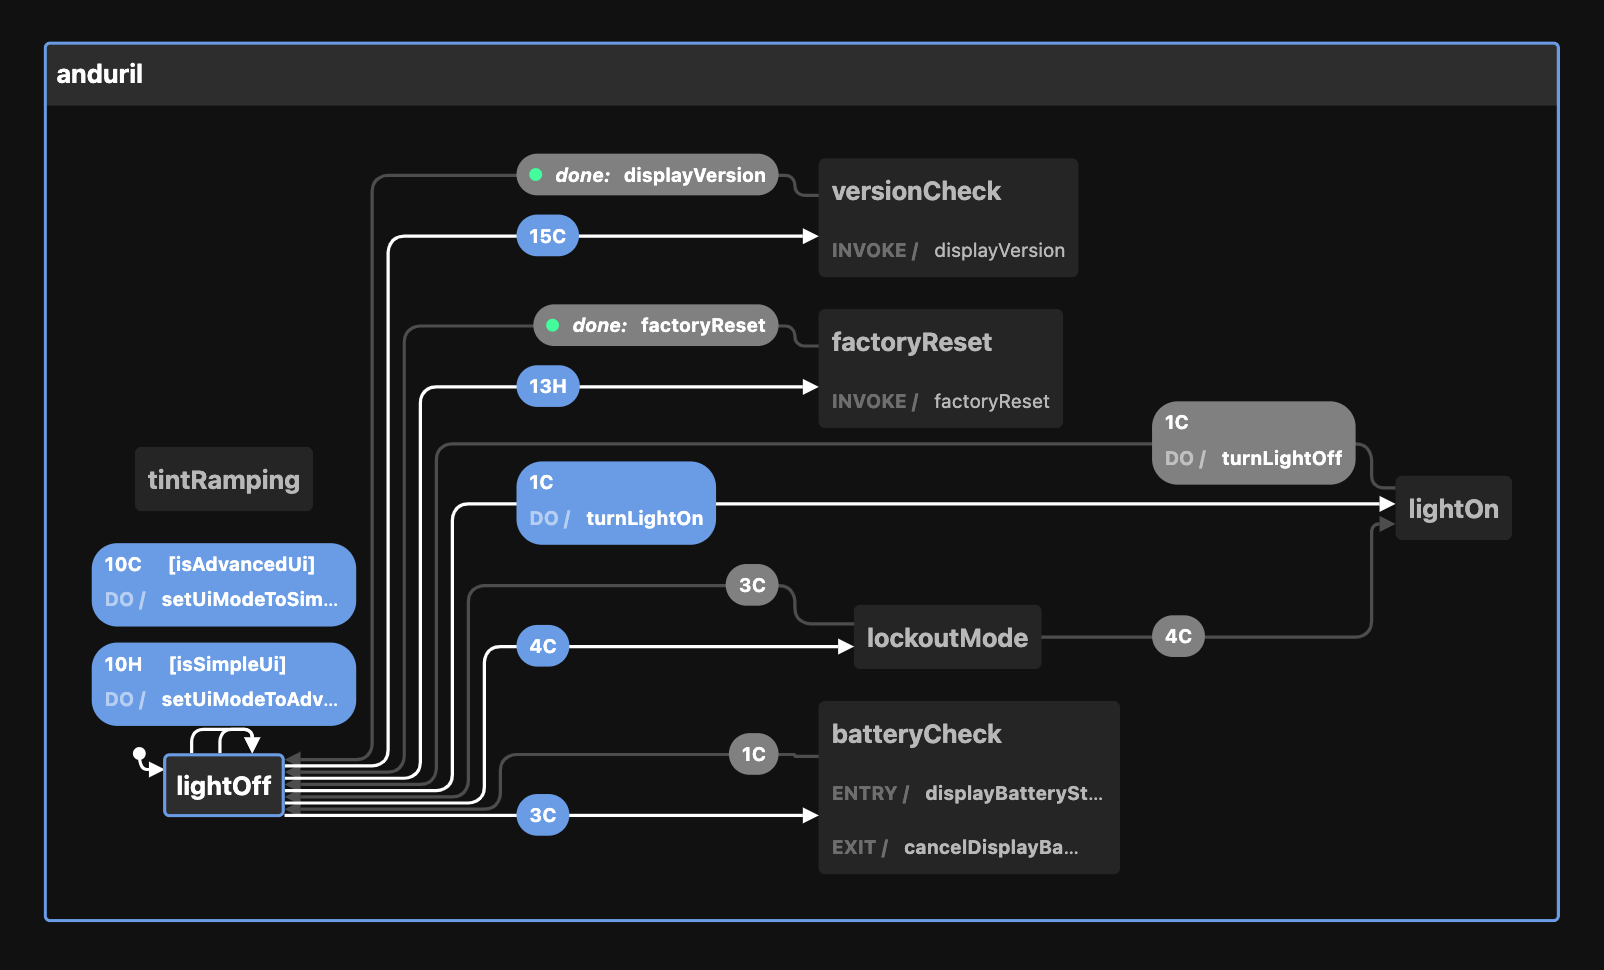 anduril
done: displayVersion
versionCheck
15C
INVOKE / displayVersion
done: factoryReset
factoryReset
13H
INVOKE / factoryReset
1C
DO / turnLightOff
tintRamping
1C
DO / turnLightOn
lightOn
10C [isAdvancedUi]
DO / setUiModeToSim...
3C
10H [isSimpleUi]
DO / setUiModeToAdv...
4C
lockoutMode
4C
lightOff
1C
batteryCheck
3C
ENTRY / displayBatterySt...
EXIT / cancelDisplayBa...